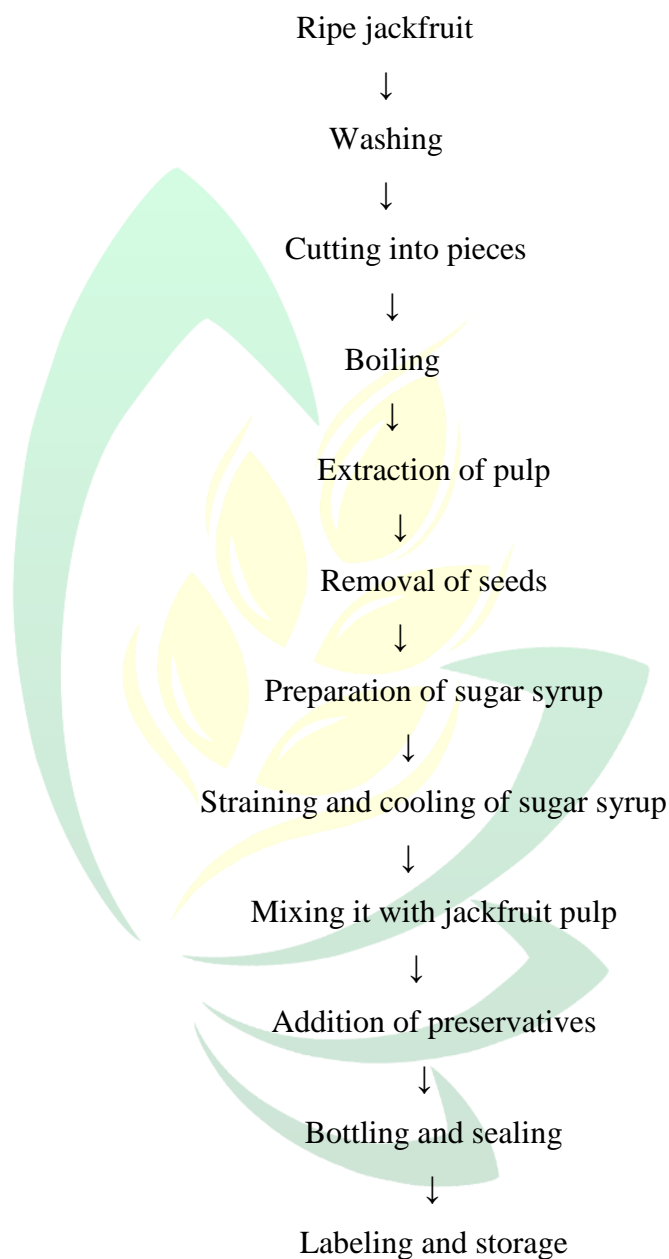 Ripe jackfruit
↓
Washing
↓
Cutting into pieces
↓
Boiling
↓
Extraction of pulp
↓
Removal of seeds
↓
Preparation of sugar syrup
↓
Straining and cooling of sugar syrup
↓
Mixing it with jackfruit pulp
↓
Addition of preservatives
↓
Bottling and sealing
↓
Labeling and storage